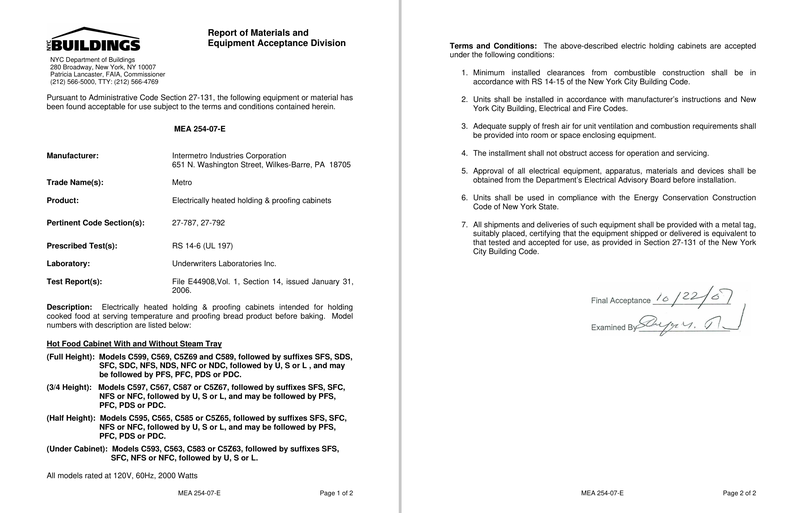 NYC BUILDINGS
Report of Materials and
Equipment Acceptance Division
NYC Department of Buildings
280 Broadway, New York, NY 10007
Patricia Lancaster, FAIA, Commissioner
(212) 566-5000, TTY: (212) 566-4769
Pursuant to Administrative Code Section 27-131, the following equipment or material has
been found acceptable for use subject to the terms and conditions contained herein.
MEA 254-07-E
Manufacturer: Intermetro Industries Corporation
651 N. Washington Street, Wilkes-Barre, PA 18705
Trade Name(s): Metro
Product: Electrically heated holding & proofing cabinets
Pertinent Code Section(s): 27-787, 27-792
Prescribed Test(s): RS 14-6 (UL 197)
Laboratory: Underwriters Laboratories Inc.
Test Report(s): File E44908,Vol. 1, Section 14, issued January 31,
2006.
Description: Electrically heated holding & proofing cabinets intended for holding
cooked food at serving temperature and proofing bread product before baking. Model
numbers with description are listed below:
Hot Food Cabinet With and Without Steam Tray
(Full Height): Models C599, C569, C5Z69 and C589, followed by suffixes SFS, SDS,
SFC, SDC, NFS, NDS, NFC or NDC, followed by U, S or L , and may
be followed by PFS, PFC, PDS or PDC.
(3/4 Height): Models C597, C567, C587 or C5Z67, followed by suffixes SFS, SFC,
NFS or NFC, followed by U, S or L, and may be followed by PFS,
PFC, PDS or PDC.
(Half Height): Models C595, C565, C585 or C5Z65, followed by suffixes SFS, SFC,
NFS or NFC, followed by U, S or L, and may be followed by PFS,
PFC, PDS or PDC.
(Under Cabinet): Models C593, C563, C583 or C5Z63, followed by suffixes SFS,
SFC, NFS or NFC, followed by U, S or L.
All models rated at 120V, 60Hz, 2000 Watts
MEA 254-07-E Page 1 of 2
Terms and Conditions: The above-described electric holding cabinets are accepted
under the following conditions:
1. Minimum installed clearances from combustible construction shall be in
accordance with RS 14-15 of the New York City Building Code.
2. Units shall be installed in accordance with manufacturer's instructions and New
York City Building, Electrical and Fire Codes.
3. Adequate supply of fresh air for unit ventilation and combustion requirements shall
be provided into room or space enclosing equipment.
4. The installment shall not obstruct access for operation and servicing.
5. Approval of all electrical equipment, apparatus, materials and devices shall be
obtained from the Department's Electrical Advisory Board before installation.
6. Units shall be used in compliance with the Energy Conservation Construction
Code of New York State.
7. All shipments and deliveries of such equipment shall be provided with a metal tag,
suitably placed, certifying that the equipment shipped or delivered is equivalent to
that tested and accepted for use, as provided in Section 27-131 of the New York
City Building Code.
Final Acceptance 10/22/07
Examined By
MEA 254-07-E Page 2 of 2